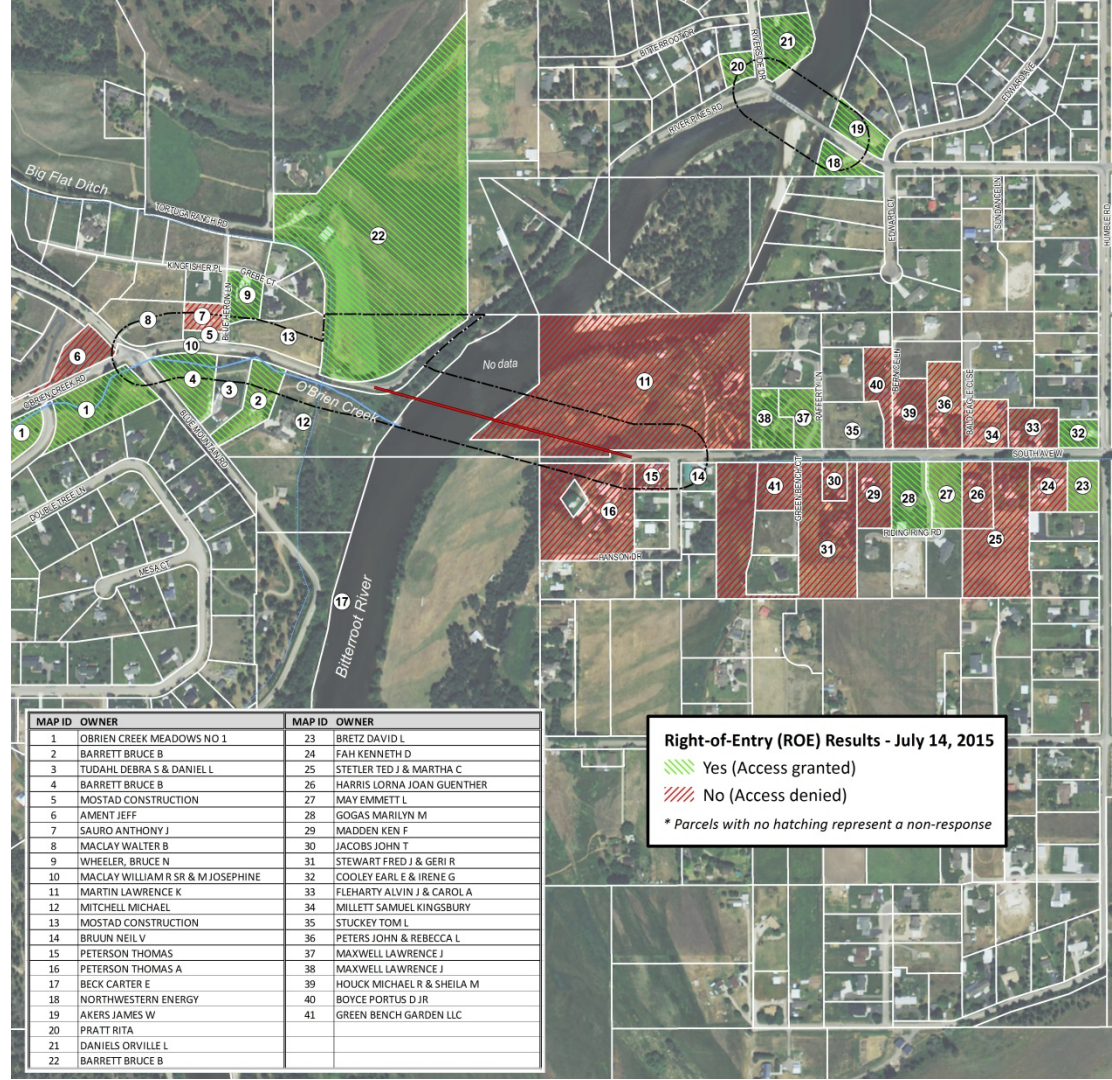 BITTERROOT DR
RIVERSIDE DR
21
20
RIVER PINES RD
EDWARD AVE
19
18
Big Flat Ditch
TORTUGA RANCH RD
22
EDWARD CT
SUNDANCE LN
HUMBLE RD
KINGFISHER PL
GREBE CT
9
BLUE HERON LN
8
7
5
10
13
6
O'BRIEN CREEK RD
No data
11
4
3
2
O'Brien Creek
12
1
1
BLUE MOUNTAIN RD
40
BERNICE LN
39
36
BALD EAGLE CLSE
38
37
RAFFERTY LN
35
34
33
32
SOUTH AVE W
15
14
16
41
GREEN BENCH CT
30
29
28
27
26
24
23
DOUBLE TREE LN
MESA CT
HANSON DR
31
RIDING RING RD
25
17
Bitterroot River
MAP ID OWNER MAP ID OWNER
1 OBRIEN CREEK MEADOWS NO 1 23 BRETZ DAVID L
2 BARRETT BRUCE B 24 FAH KENNETH D
3 TUDAHL DEBRA S & DANIEL L 25 STETLER TED J & MARTHA C
4 BARRETT BRUCE B 26 HARRIS LORNA JOAN GUENTHER
5 MOSTAD CONSTRUCTION 27 MAY EMMETT L
6 AMENT JEFF 28 GOGAS MARILYN M
7 SAURO ANTHONY J 29 MADDEN KEN F
8 MACLAY WALTER B 30 JACOBS JOHN T
9 WHEELER, BRUCE N 31 STEWART FRED J & GERI R
10 MACLAY WILLIAM R SR & M JOSEPHINE 32 COOLEY EARL E & IRENE G
11 MARTIN LAWRENCE K 33 FLEHARTY ALVIN J & CAROL A
12 MITCHELL MICHAEL 34 MILLETT SAMUEL KINGSBURY
13 MOSTAD CONSTRUCTION 35 STUCKEY TOM L
14 BRUUN NEIL V 36 PETERS JOHN & REBECCA L
15 PETERSON THOMAS 37 MAXWELL LAWRENCE J
16 PETERSON THOMAS A 38 MAXWELL LAWRENCE J
17 BECK CARTER E 39 HOUCK MICHAEL R & SHEILA M
18 NORTHWESTERN ENERGY 40 BOYCE PORTUS D JR
19 AKERS JAMES W 41 GREEN BENCH GARDEN LLC
20 PRATT RITA
21 DANIELS ORVILLE L
22 BARRETT BRUCE B
Right-of-Entry (ROE) Results - July 14, 2015
Yes (Access granted)
No (Access denied)
* Parcels with no hatching represent a non-response